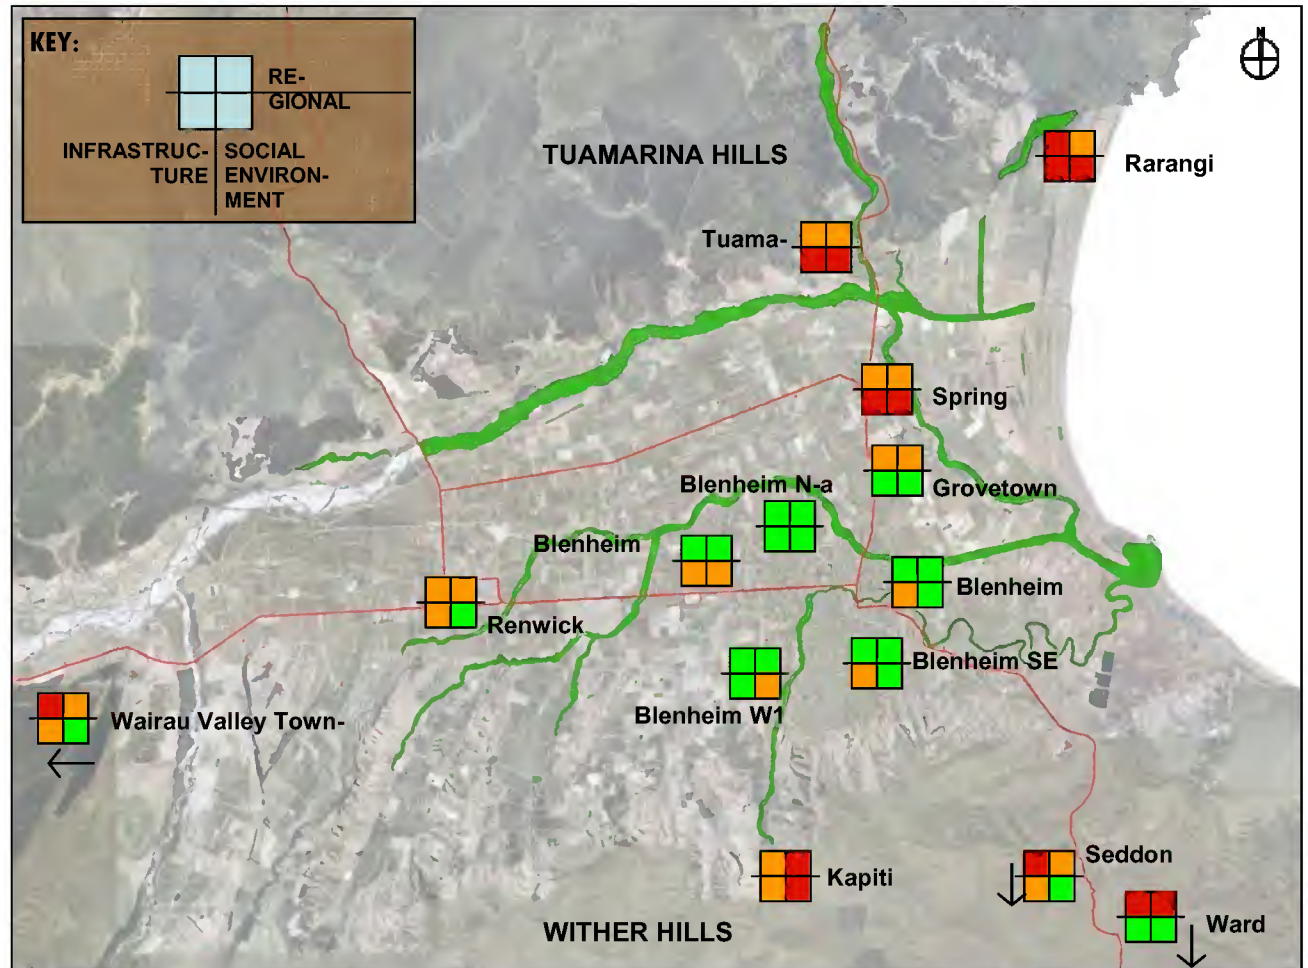 KEY:
RE-
GIONAL
INFRASTRUC-
TURE
SOCIAL
ENVIRON-
MENT
N
TUAMARINA HILLS
Rarangi
Tuama-
Spring
Grovetown
Blenheim N-a
Blenheim
Blenheim
Renwick
Blenheim SE
Blenheim W1
Wairau Valley Town-
Seddon
Kapiti
Ward
WITHER HILLS